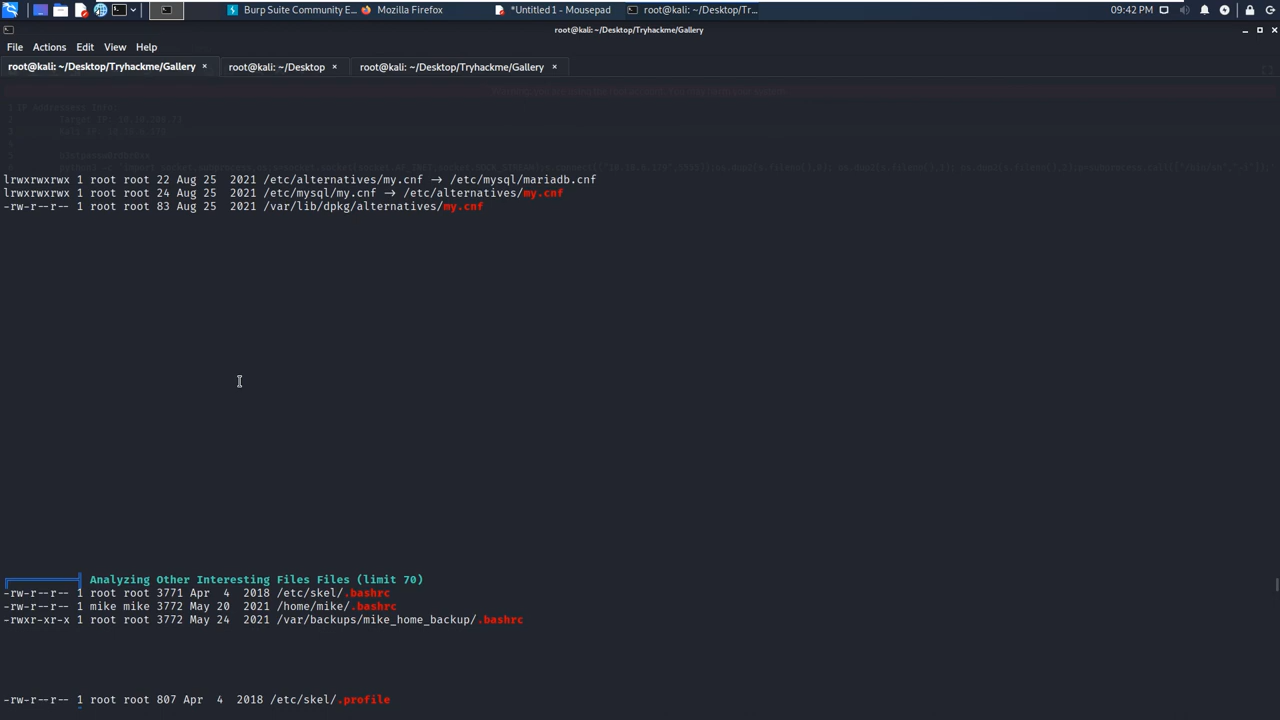 Burp Suite Community E... Mozilla Firefox *Untitled 1 - Mousepad root@kali: ~/Desktop/Tr... 09:42 PM
root@kali: ~/Desktop/Tryhackme/Gallery
File Actions Edit View Help
root@kali: ~/Desktop/Tryhackme/Gallery × root@kali: ~/Desktop × root@kali: ~/Desktop/Tryhackme/Gallery ×
lrwxrwxrwx 1 root root 22 Aug 25 2021 /etc/alternatives/my.cnf → /etc/mysql/mariadb.cnf
lrwxrwxrwx 1 root root 24 Aug 25 2021 /etc/mysql/my.cnf → /etc/alternatives/my.cnf
-rw-r--r-- 1 root root 83 Aug 25 2021 /var/lib/dpkg/alternatives/my.cnf
Analyzing Other Interesting Files Files (limit 70)
-rw-r--r-- 1 root root 3771 Apr 4 2018 /etc/skel/.bashrc
-rw-r--r-- 1 mike mike 3772 May 20 2021 /home/mike/.bashrc
-rwxr-xr-x 1 root root 3772 May 24 2021 /var/backups/mike_home_backup/.bashrc
-rw-r--r-- 1 root root 807 Apr 4 2018 /etc/skel/.profile